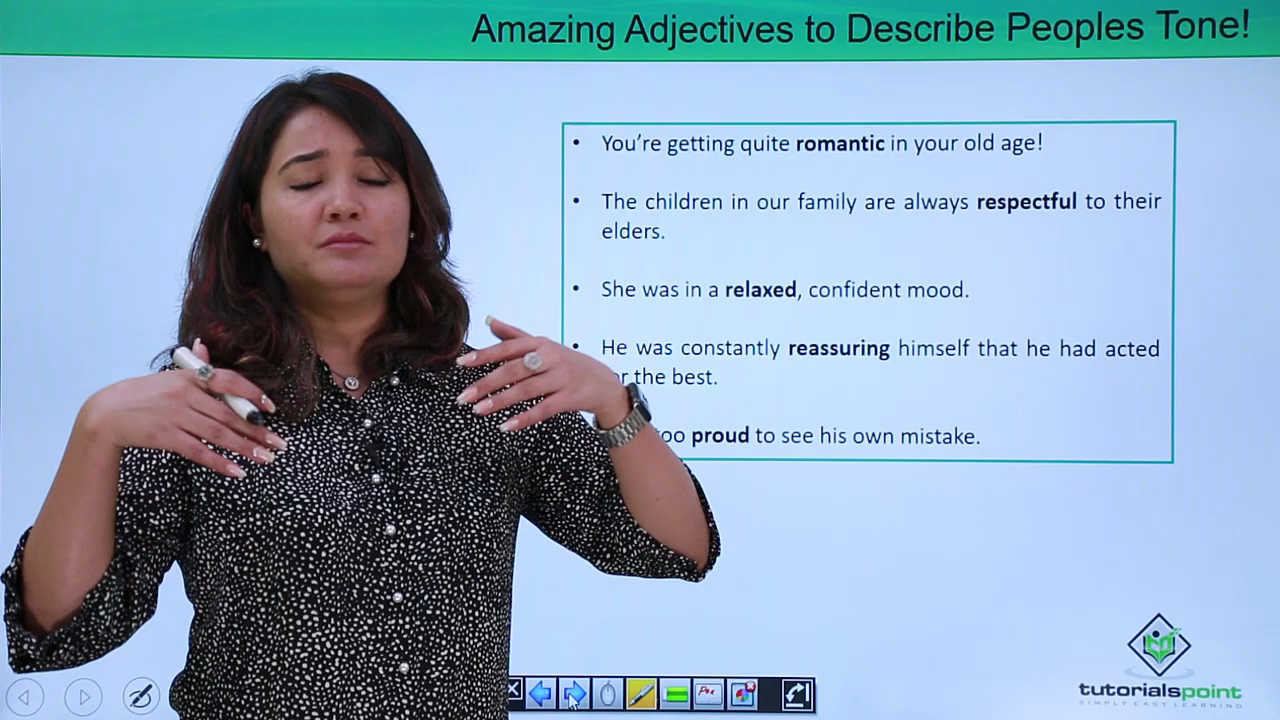 Amazing Adjectives to Describe Peoples Tone!
• You're getting quite romantic in your old age!
• The children in our family are always respectful to their
elders.
• She was in a relaxed, confident mood.
• He was constantly reassuring himself that he had acted
the best.
proud to see his own mistake.
tutorialspoint
SIMPLY EASY LEARNING